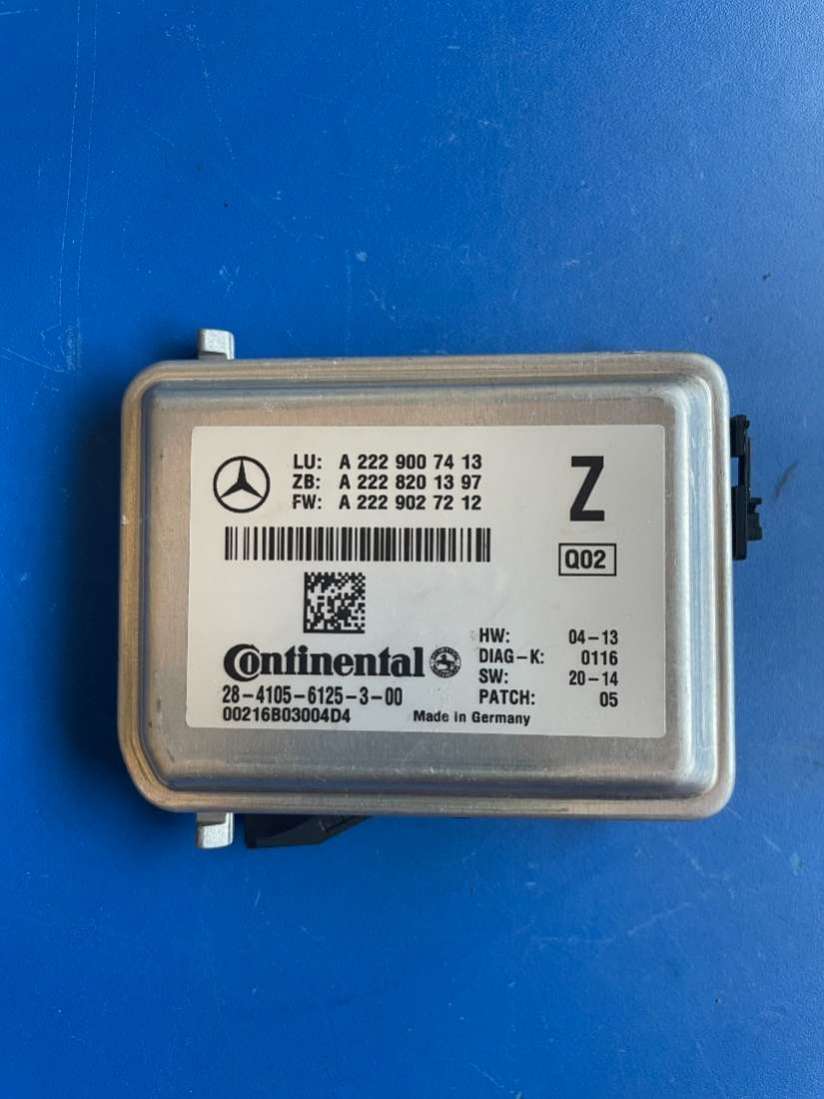 LU: A 222 900 74 13
ZB: A 222 820 13 97
FW: A 222 902 72 12
Z
Q02
Continental
28-4105-6125-3-00
00216B03004D4
HW: 04-13
DIAG-K: 0116
SW: 20-14
PATCH: 05
Made in Germany